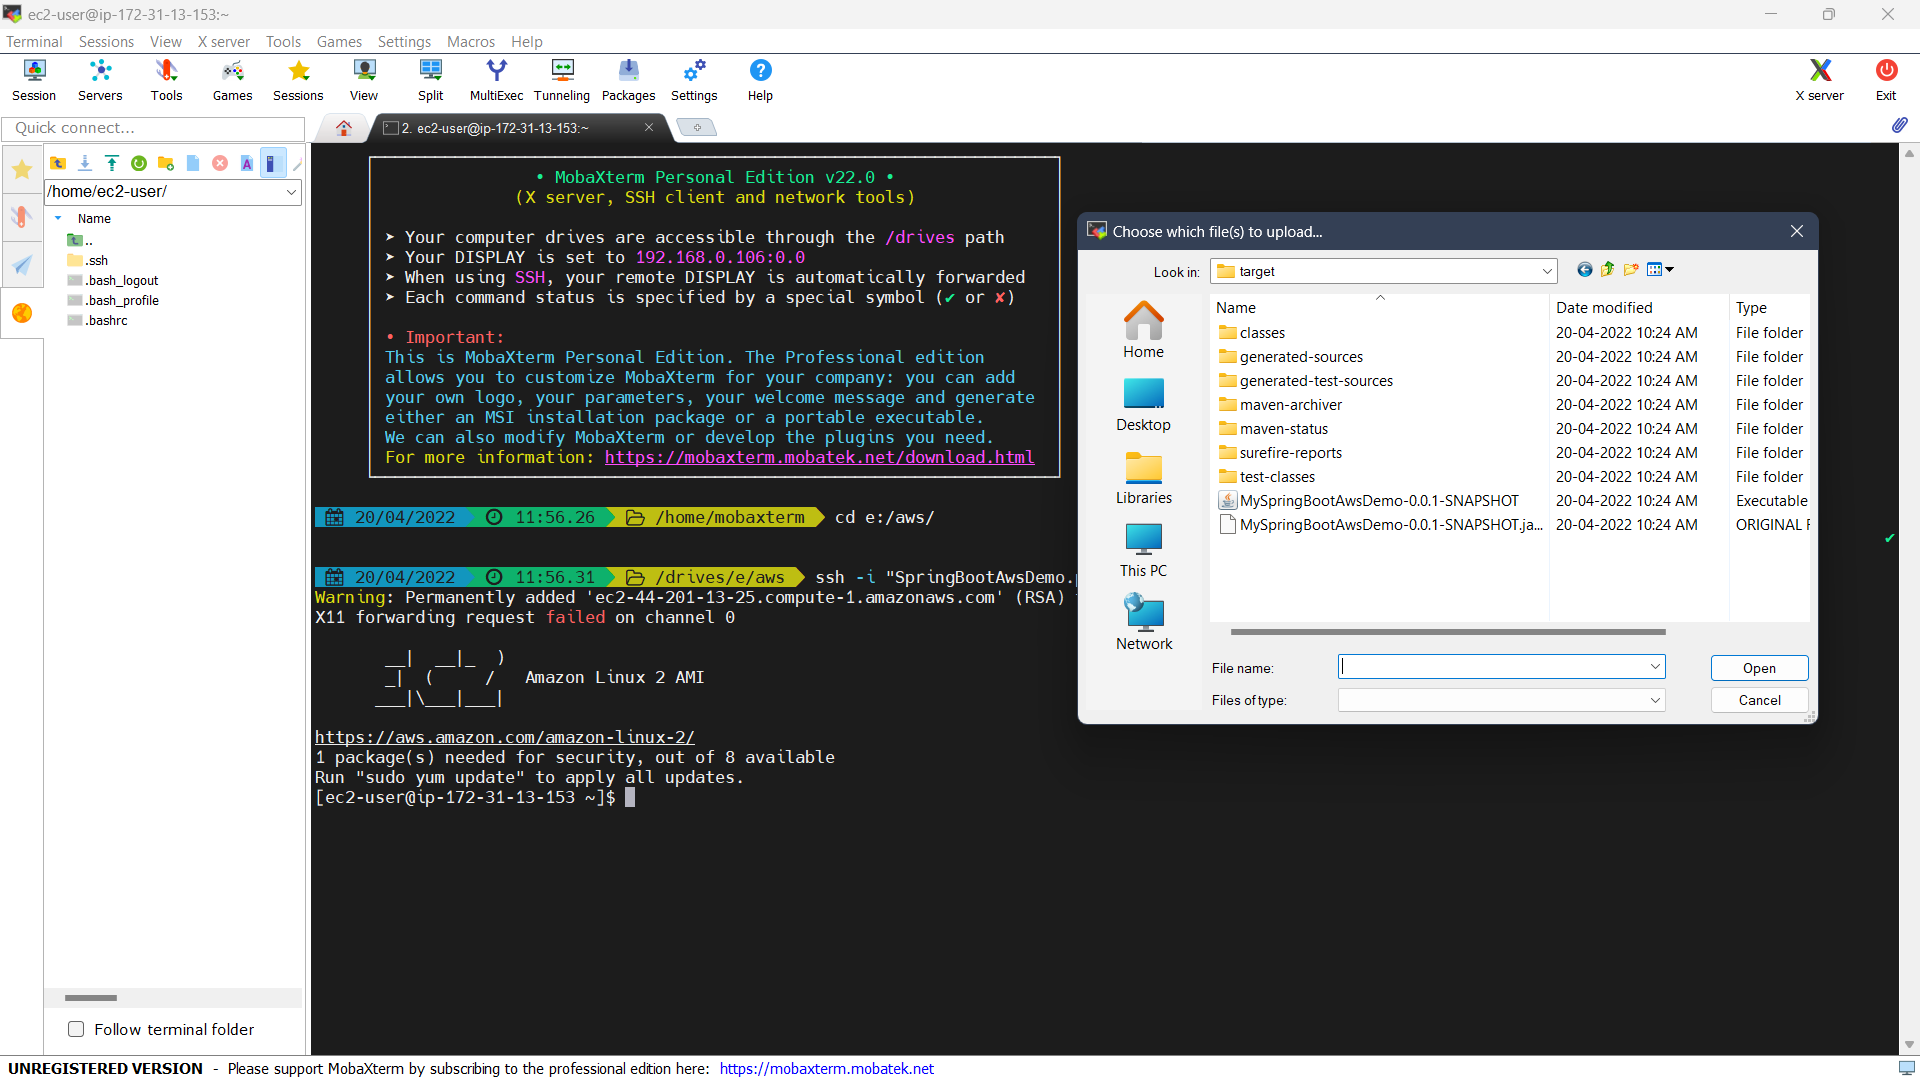 ec2-user@ip-172-31-13-153:~
Terminal Sessions View X server Tools Games Settings Macros Help
Session Servers Tools Games Sessions View Split MultiExec Tunneling Packages Settings Help X server Exit
Quick connect...
2. ec2-user@ip-172-31-13-153:~
/home/ec2-user/
Name
..
.ssh
.bash_logout
.bash_profile
.bashrc
Follow terminal folder
• MobaXterm Personal Edition v22.0 •
(X server, SSH client and network tools)
➤ Your computer drives are accessible through the /drives path
➤ Your DISPLAY is set to 192.168.0.106:0.0
➤ When using SSH, your remote DISPLAY is automatically forwarded
➤ Each command status is specified by a special symbol (✔ or ✘)
• Important:
This is MobaXterm Personal Edition. The Professional edition
allows you to customize MobaXterm for your company: you can add
your own logo, your parameters, your welcome message and generate
either an MSI installation package or a portable executable.
We can also modify MobaXterm or develop the plugins you need.
For more information: https://mobaxterm.mobatek.net/download.html
20/04/2022 11:56.26 /home/mobaxterm cd e:/aws/
20/04/2022 11:56.31 /drives/e/aws ssh -i "SpringBootAwsDemo.
Warning: Permanently added 'ec2-44-201-13-25.compute-1.amazonaws.com' (RSA)
X11 forwarding request failed on channel 0
__| __|_ )
_| ( / Amazon Linux 2 AMI
___|\___|___|
https://aws.amazon.com/amazon-linux-2/
1 package(s) needed for security, out of 8 available
Run "sudo yum update" to apply all updates.
[ec2-user@ip-172-31-13-153 ~]$
Choose which file(s) to upload...
Look in: target
Home
Desktop
Libraries
This PC
Network
Name Date modified Type
classes 20-04-2022 10:24 AM File folder
generated-sources 20-04-2022 10:24 AM File folder
generated-test-sources 20-04-2022 10:24 AM File folder
maven-archiver 20-04-2022 10:24 AM File folder
maven-status 20-04-2022 10:24 AM File folder
surefire-reports 20-04-2022 10:24 AM File folder
test-classes 20-04-2022 10:24 AM File folder
MySpringBootAwsDemo-0.0.1-SNAPSHOT 20-04-2022 10:24 AM Executable
MySpringBootAwsDemo-0.0.1-SNAPSHOT.ja... 20-04-2022 10:24 AM ORIGINAL
File name: Open
Files of type: Cancel
UNREGISTERED VERSION - Please support MobaXterm by subscribing to the professional edition here: https://mobaxterm.mobatek.net